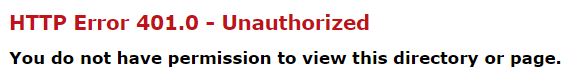 HTTP Error 401.0 - Unauthorized
You do not have permission to view this directory or page.